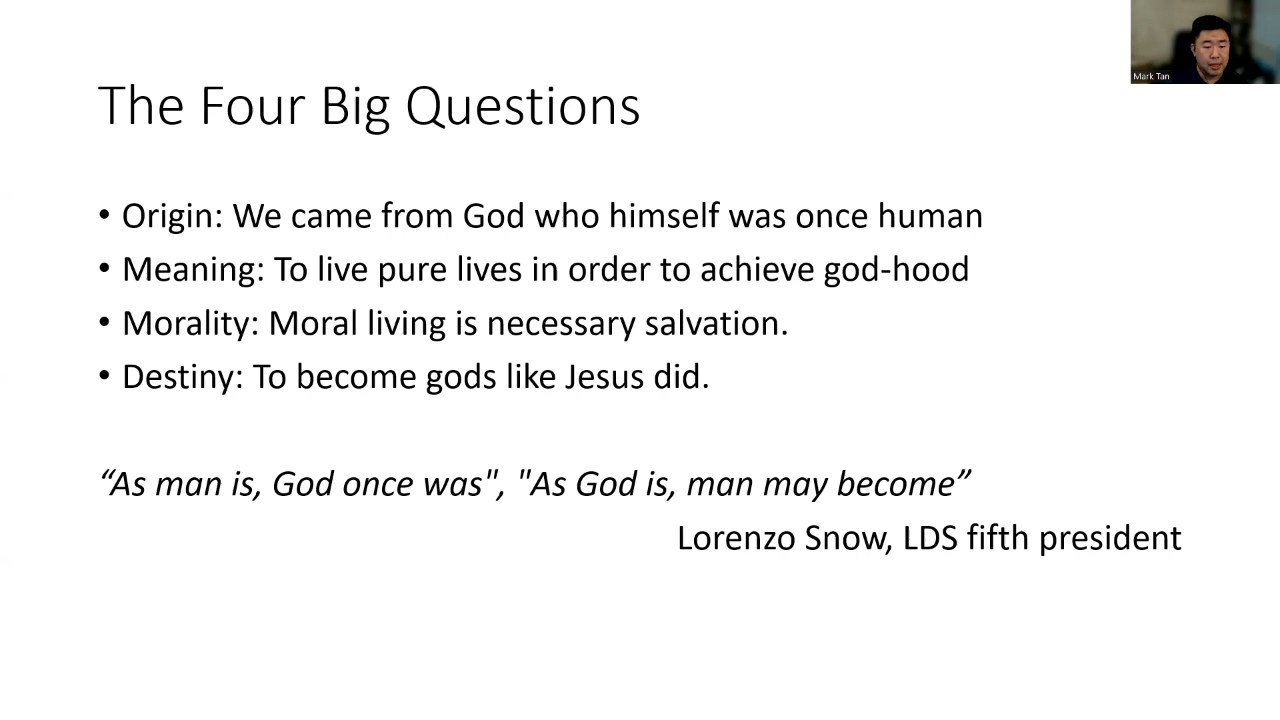 Mark Tan
The Four Big Questions
• Origin: We came from God who himself was once human
• Meaning: To live pure lives in order to achieve god-hood
• Morality: Moral living is necessary salvation.
• Destiny: To become gods like Jesus did.
“As man is, God once was", "As God is, man may become”
Lorenzo Snow, LDS fifth president